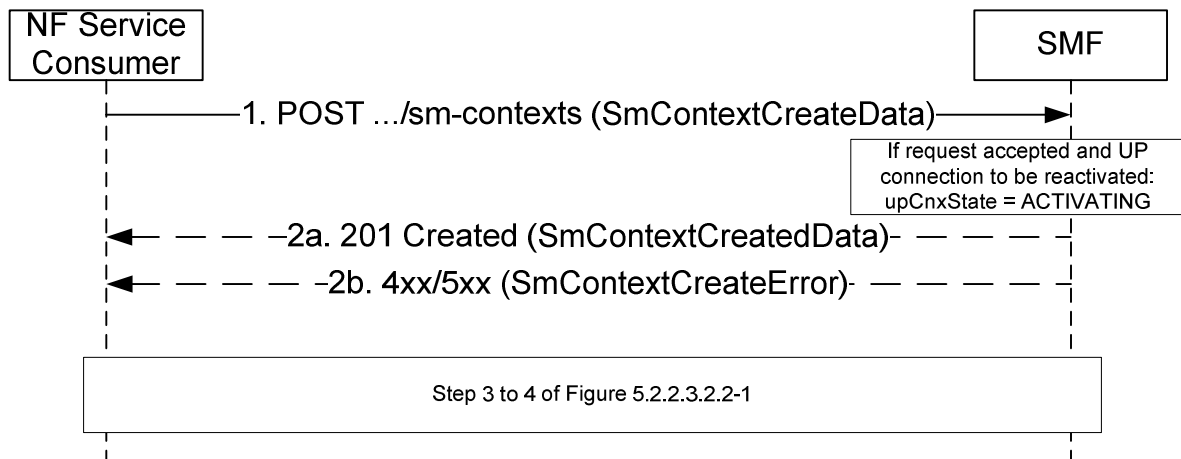 NF Service
Consumer
SMF
1. POST .../sm-contexts (SmContextCreateData)
If request accepted and UP
connection to be reactivated:
upCnxState = ACTIVATING
2a. 201 Created (SmContextCreatedData)
2b. 4xx/5xx (SmContextCreateError)
Step 3 to 4 of Figure 5.2.2.3.2.2-1